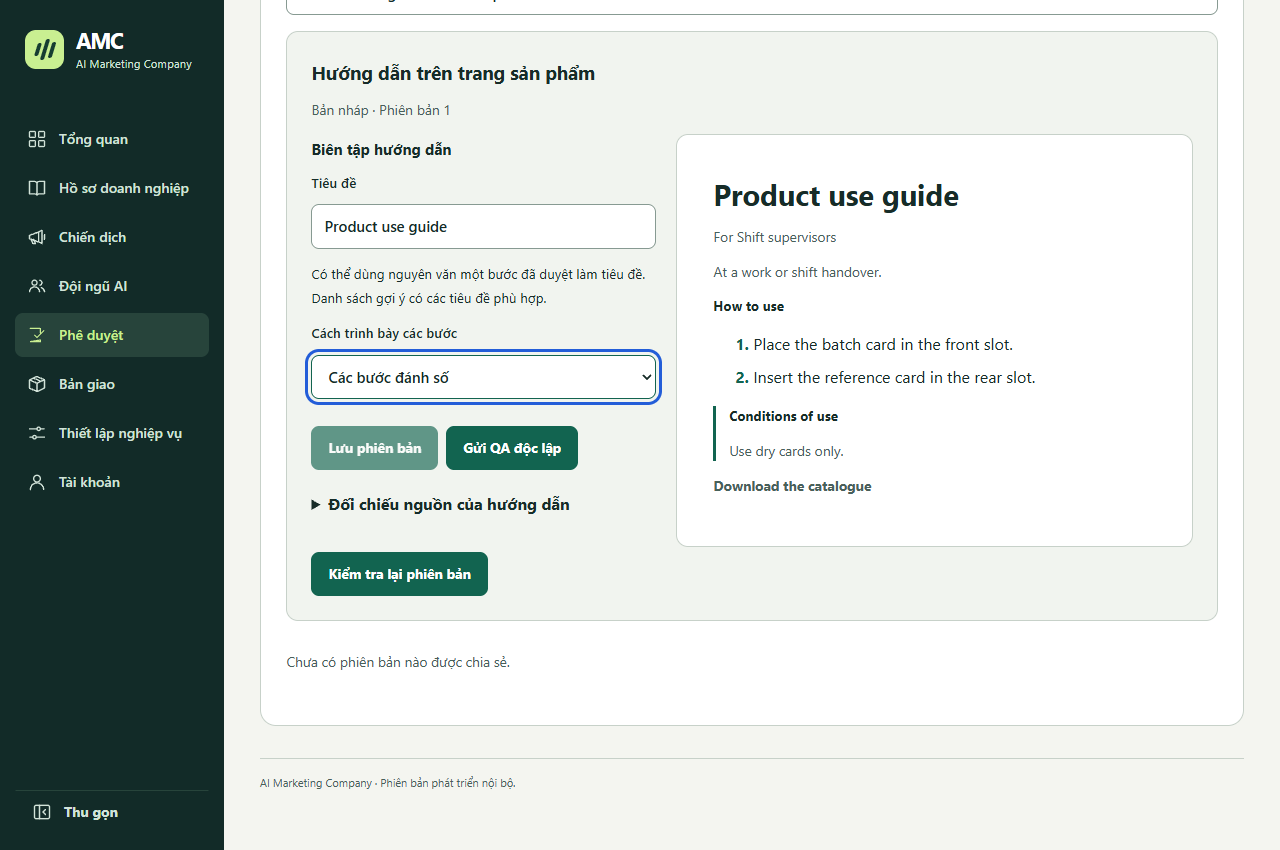 AMC
AI Marketing Company
Tổng quan
Hồ sơ doanh nghiệp
Chiến dịch
Đội ngũ AI
Phê duyệt
Bản giao
Thiết lập nghiệp vụ
Tài khoản
Thu gọn
Hướng dẫn trên trang sản phẩm
Bản nháp · Phiên bản 1
Biên tập hướng dẫn
Tiêu đề
Product use guide
Có thể dùng nguyên văn một bước đã duyệt làm tiêu đề.
Danh sách gợi ý có các tiêu đề phù hợp.
Cách trình bày các bước
Các bước đánh số
Lưu phiên bản
Gửi QA độc lập
Đối chiếu nguồn của hướng dẫn
Kiểm tra lại phiên bản
Product use guide
For Shift supervisors
At a work or shift handover.
How to use
1. Place the batch card in the front slot.
2. Insert the reference card in the rear slot.
Conditions of use
Use dry cards only.
Download the catalogue
Chưa có phiên bản nào được chia sẻ.
AI Marketing Company · Phiên bản phát triển nội bộ.